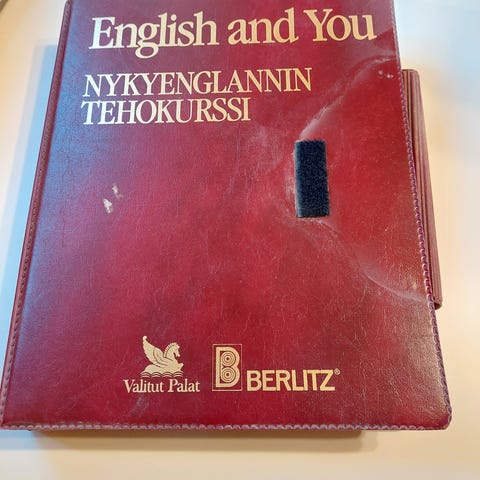 English and You
NYKYENGLANNIN
TEHOKURSSI
Valitut Palat
B BERLITZ®